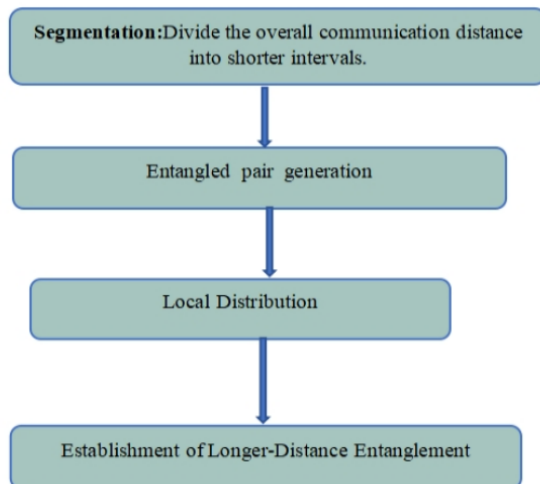 Segmentation:Divide the overall communication distance
into shorter intervals.
Entangled pair generation
Local Distribution
Establishment of Longer-Distance Entanglement